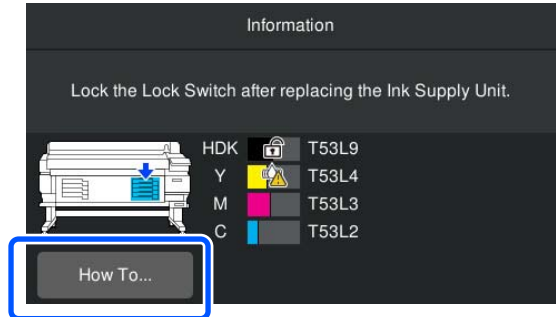 Information
Lock the Lock Switch after replacing the Ink Supply Unit.
HDK T53L9
Y T53L4
M T53L3
C T53L2
How To...